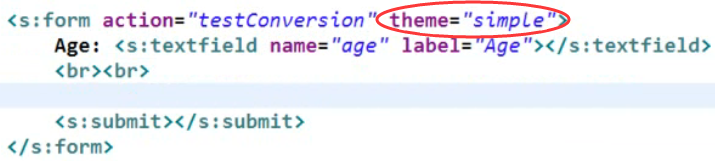 <s:form action="testConversion" theme="simple">
Age: <s:textfield name="age" label="Age"></s:textfield>
<br><br>
<s:submit></s:submit>
</s:form>